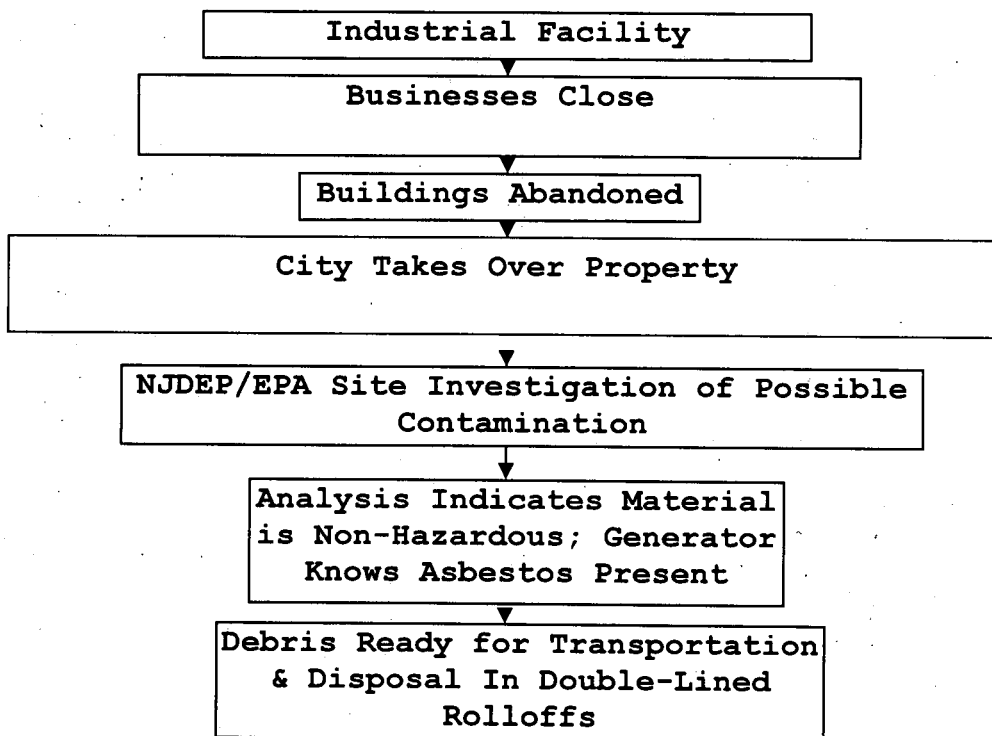 Industrial Facility
Businesses Close
Buildings Abandoned
City Takes Over Property
NJDEP/EPA Site Investigation of Possible
Contamination
Analysis Indicates Material
is Non-Hazardous; Generator
Knows Asbestos Present
Debris Ready for Transportation
& Disposal In Double-Lined
Rolloffs